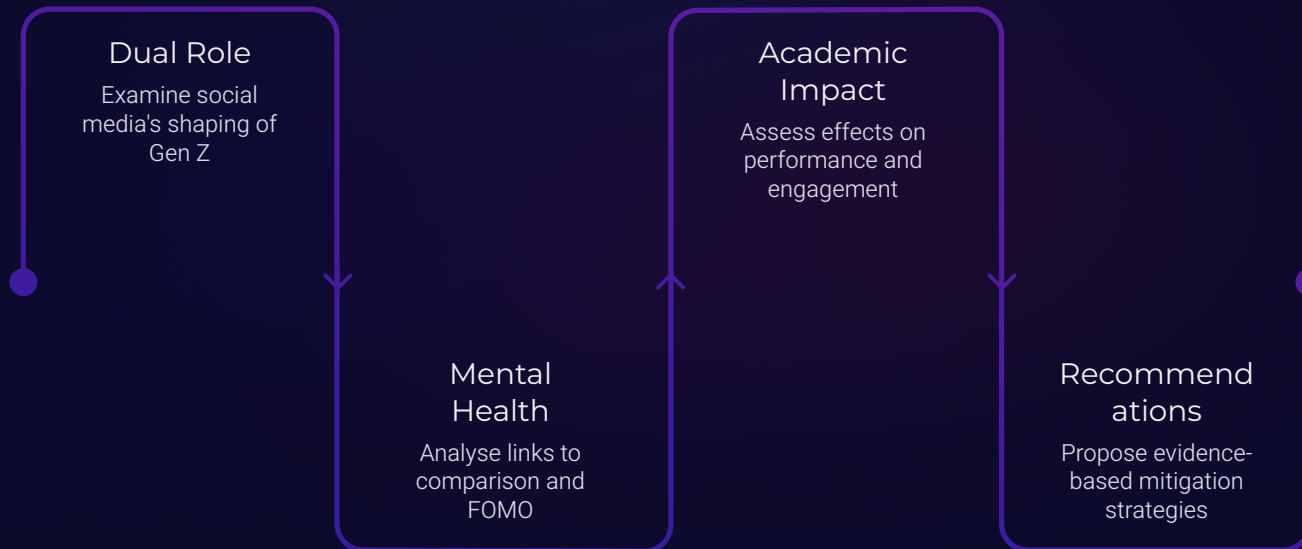 Dual Role
Examine social
media's shaping of
Gen Z
Mental
Health
Analyse links to
comparison and
FOMO
Academic
Impact
Assess effects on
performance and
engagement
Recommend
ations
Propose evidence-
based mitigation
strategies